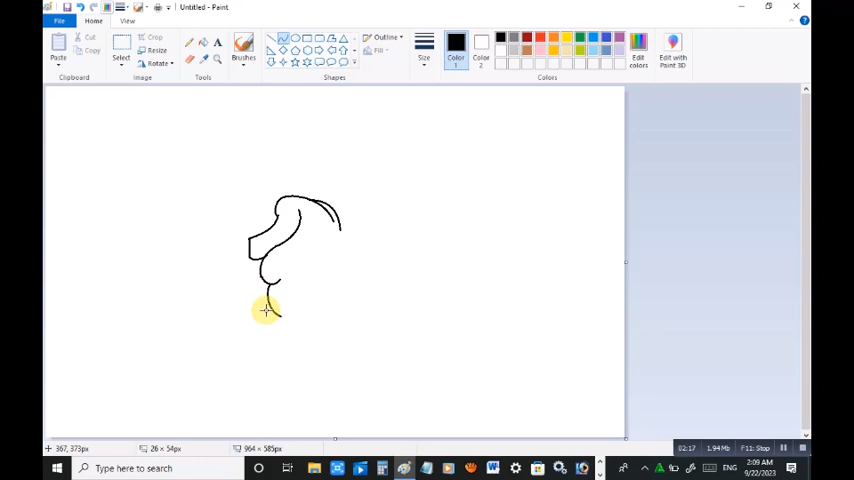 Untitled - Paint
File
Home
View
Paste
Cut
Copy
Clipboard
Select
Crop
Resize
Rotate
Image
Tools
Brushes
Outline
Fill
Shapes
Size
Color
1
Color
2
Edit
colors
Colors
Edit with
Paint 3D
367, 373px
26 × 54px
964 × 585px
02:17
1.94 Mb
F11: Stop
Type here to search
ENG
2:09 AM
9/22/2023